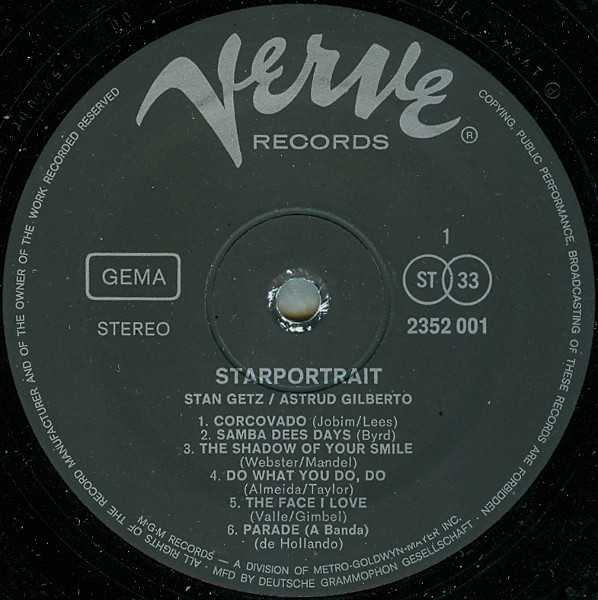 Verve
RECORDS
®
GEMA
STEREO
1
ST 33
2352 001
STARPORTRAIT
STAN GETZ / ASTRUD GILBERTO
1. CORCOVADO (Jobim/Lees)
2. SAMBA DEES DAYS (Byrd)
3. THE SHADOW OF YOUR SMILE
(Webster/Mandel)
4. DO WHAT YOU DO, DO
(Almeida/Taylor)
5. THE FACE I LOVE
(Valle/Gimbel)
6. PARADE (A Banda)
(de Hollando)
M•G•M RECORDS — A DIVISION OF METRO-GOLDWYN-MAYER INC.
ALL RIGHTS OF THE RECORD MANUFACTURER AND OF THE OWNER OF THE WORK RECORDED RESERVED
COPYING, PUBLIC PERFORMANCE, BROADCASTING OF THESE RECORDS ARE FORBIDDEN
· MFD BY DEUTSCHE GRAMMOPHON GESELLSCHAFT ·